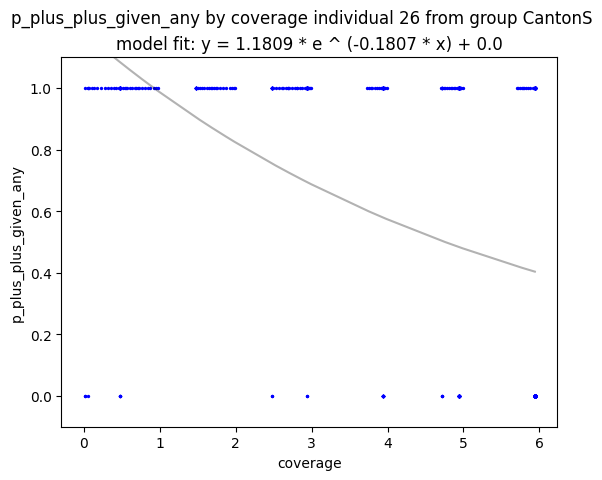 p_plus_plus_given_any by coverage individual 26 from group CantonS
model fit: y = 1.1809 * e ^ (-0.1807 * x) + 0.0
1.0
0.8
0.6
0.4
0.2
0.0
p_plus_plus_given_any
0 1 2 3 4 5 6
coverage